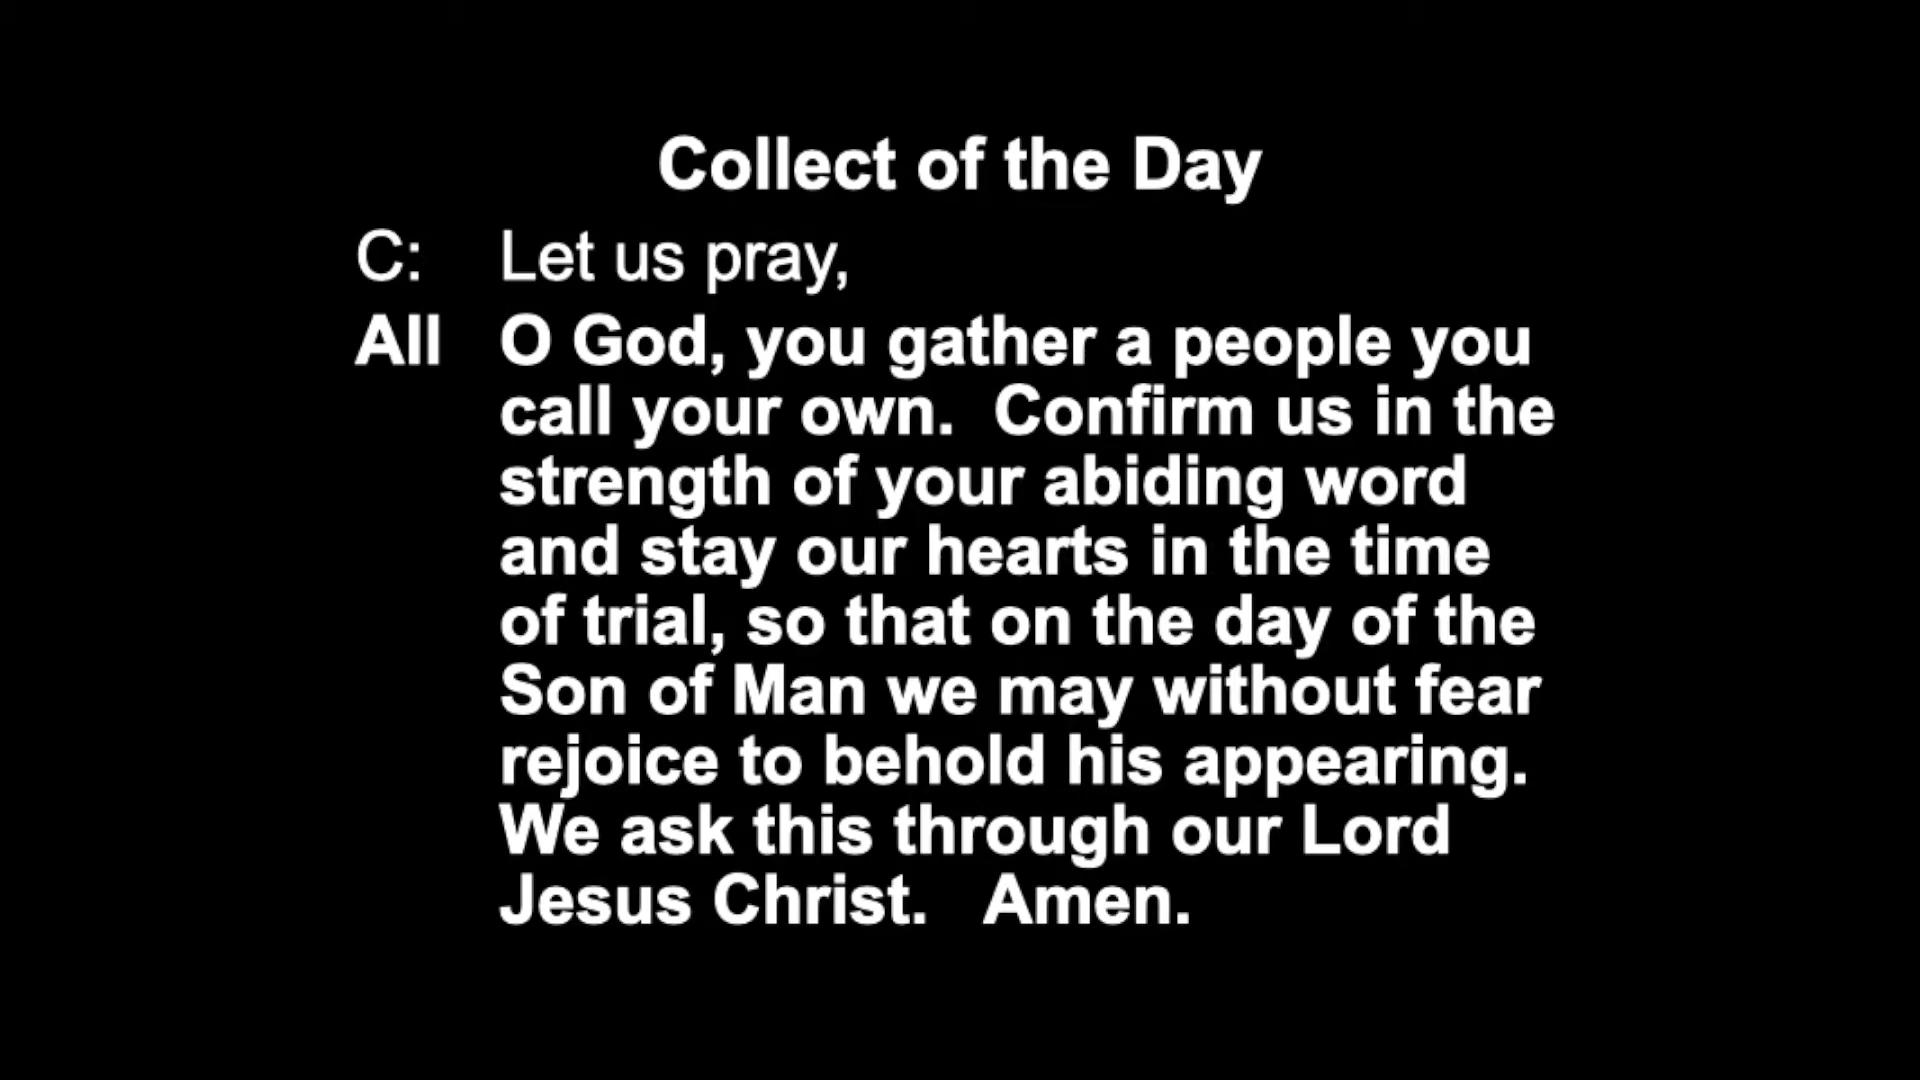 Collect of the Day
C: Let us pray,
All O God, you gather a people you
call your own. Confirm us in the
strength of your abiding word
and stay our hearts in the time
of trial, so that on the day of the
Son of Man we may without fear
rejoice to behold his appearing.
We ask this through our Lord
Jesus Christ. Amen.